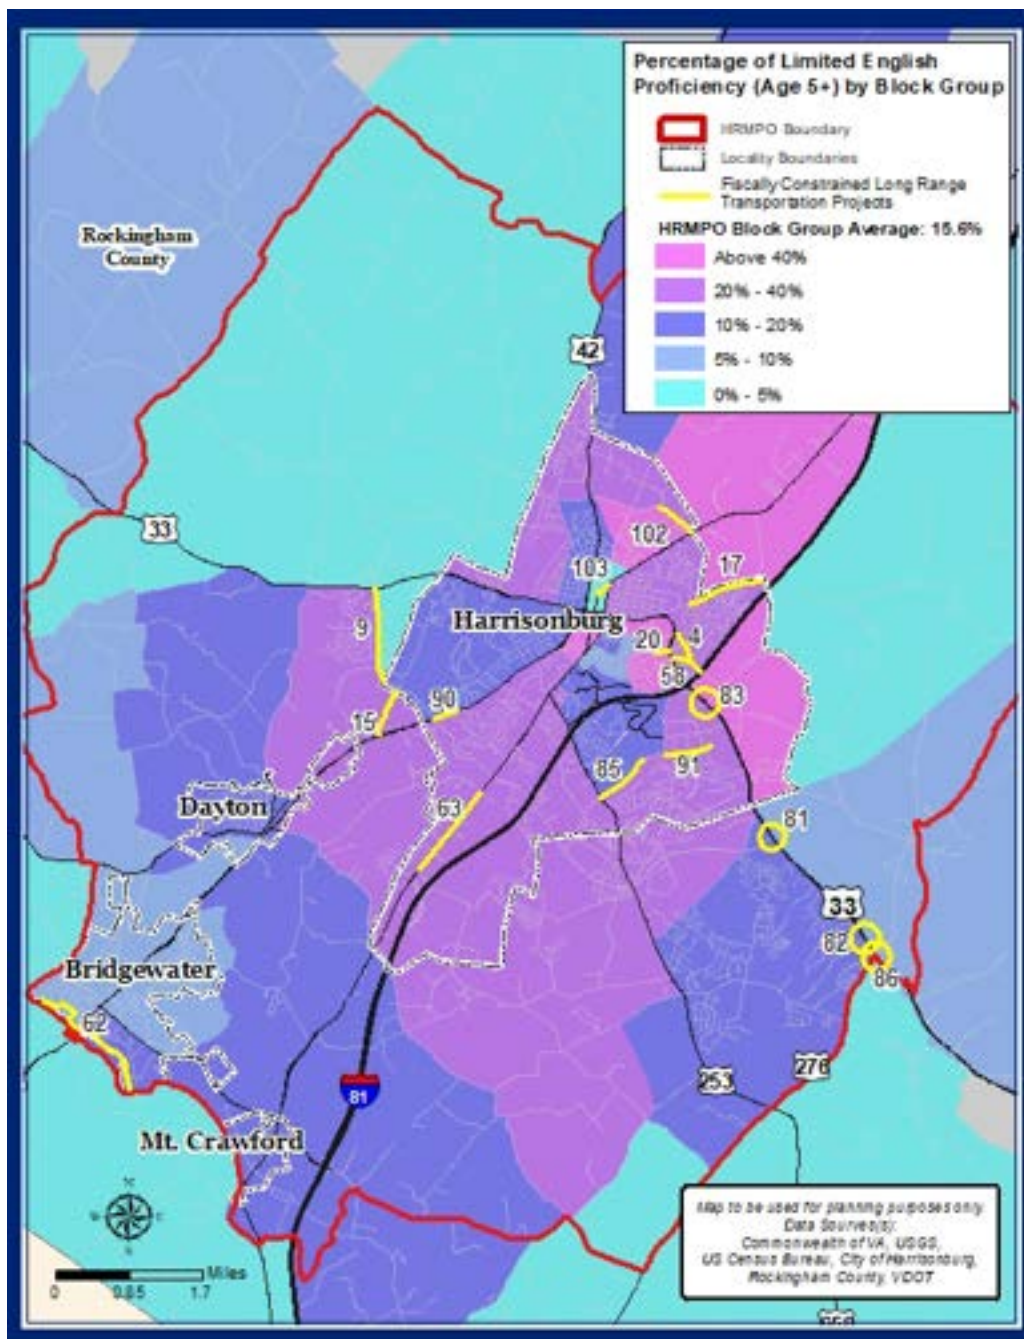 Percentage of Limited English
Proficiency (Age 5+) by Block Group
HRMPO Boundary
Locality Boundaries
Fiscally Constrained Long Range
Transportation Projects
HRMPO Block Group Average: 15.6%
Above 40%
20% - 40%
10% - 20%
5% - 10%
0% - 5%
Rockingham
County
42
33
102
103
17
Harrisonburg
9
20
4
58
83
90
15
85
91
Dayton
63
81
33
82
86
Bridgewater
62
253
276
81
Mt. Crawford
N
W
E
S
Miles
0
0.85
1.7
Map to be used for planning purposes only
Data Sourves(s):
Commonwealth of VA, USGS,
US Census Bureau, City of Harrisonburg,
Rockingham County, VDOT